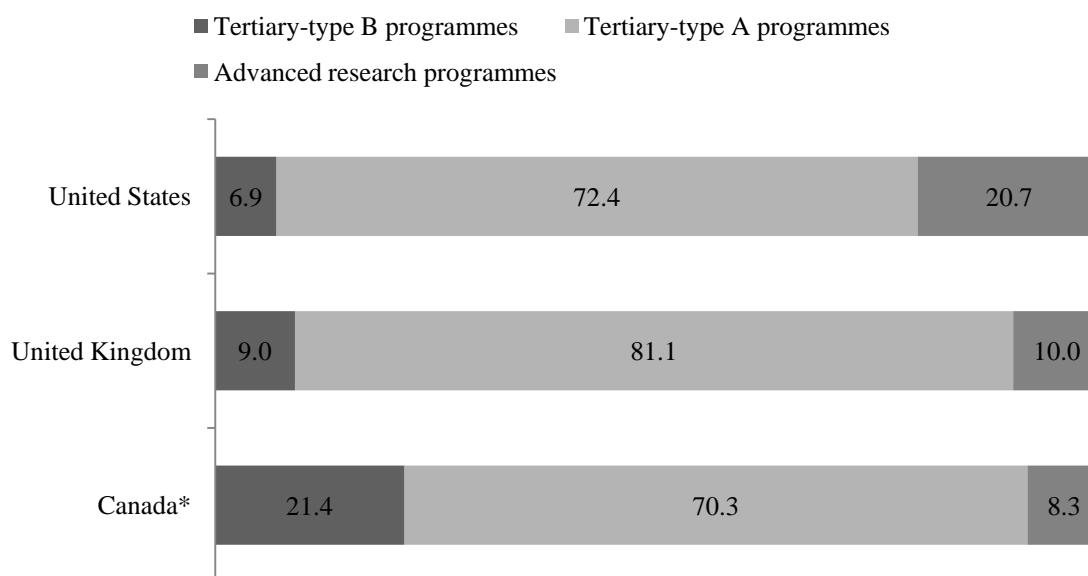 Tertiary-type B programmes Tertiary-type A programmes
Advanced research programmes
United States 6.9 72.4 20.7
United Kingdom 9.0 81.1 10.0
Canada* 21.4 70.3 8.3